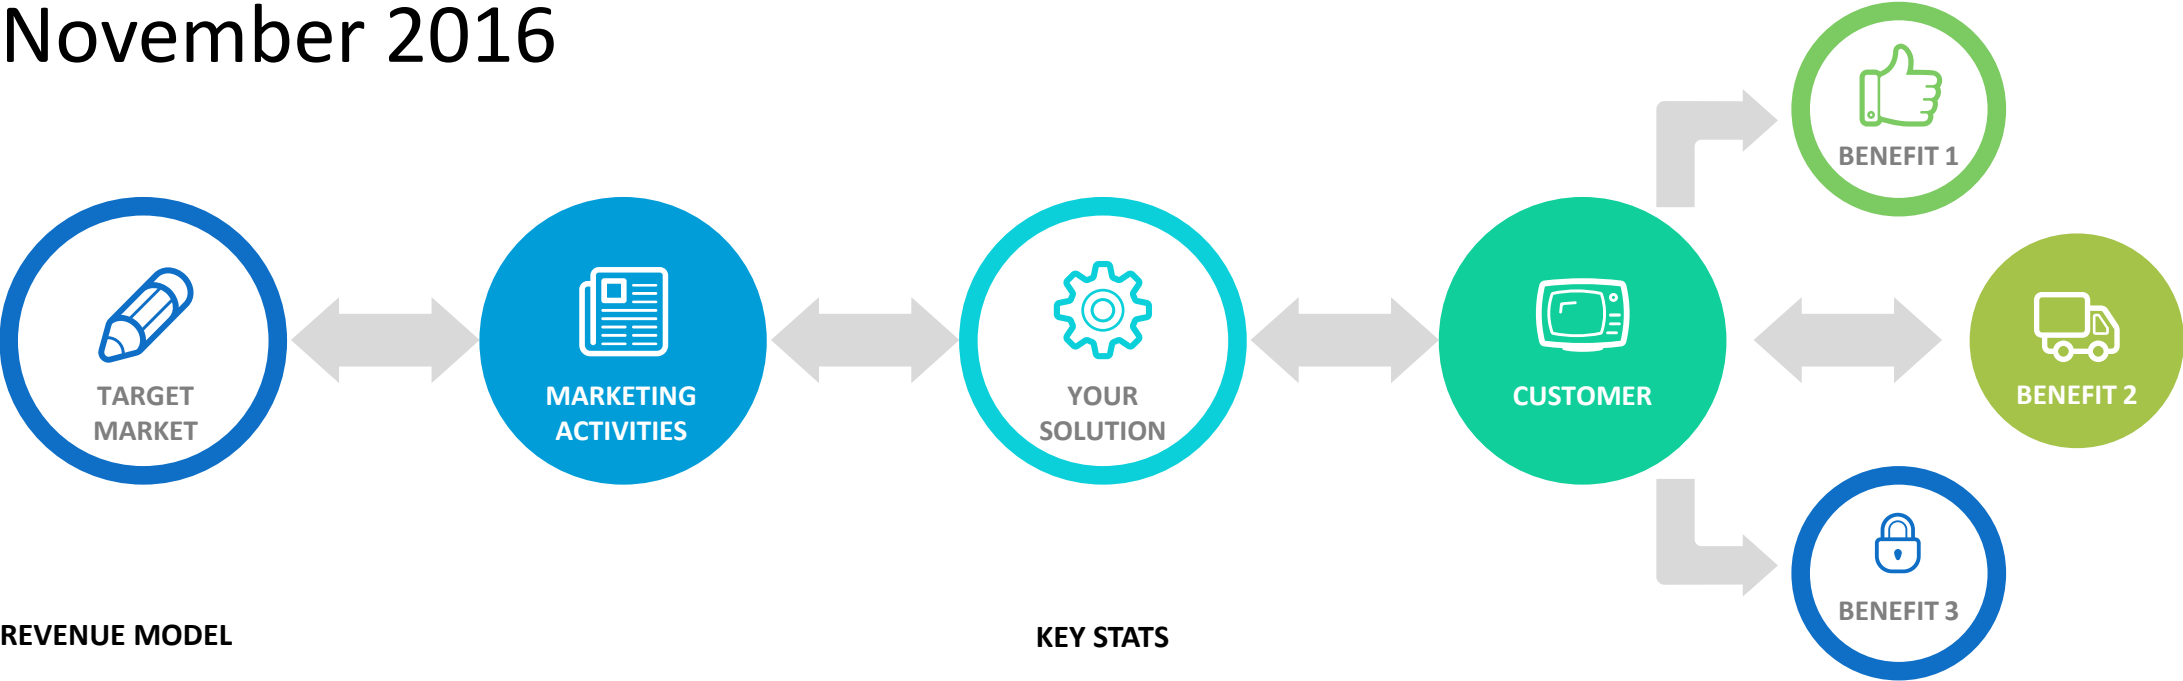 November 2016
BENEFIT 1
TARGET
MARKET
MARKETING
ACTIVITIES
YOUR
SOLUTION
CUSTOMER
BENEFIT 2
BENEFIT 3
REVENUE MODEL
KEY STATS